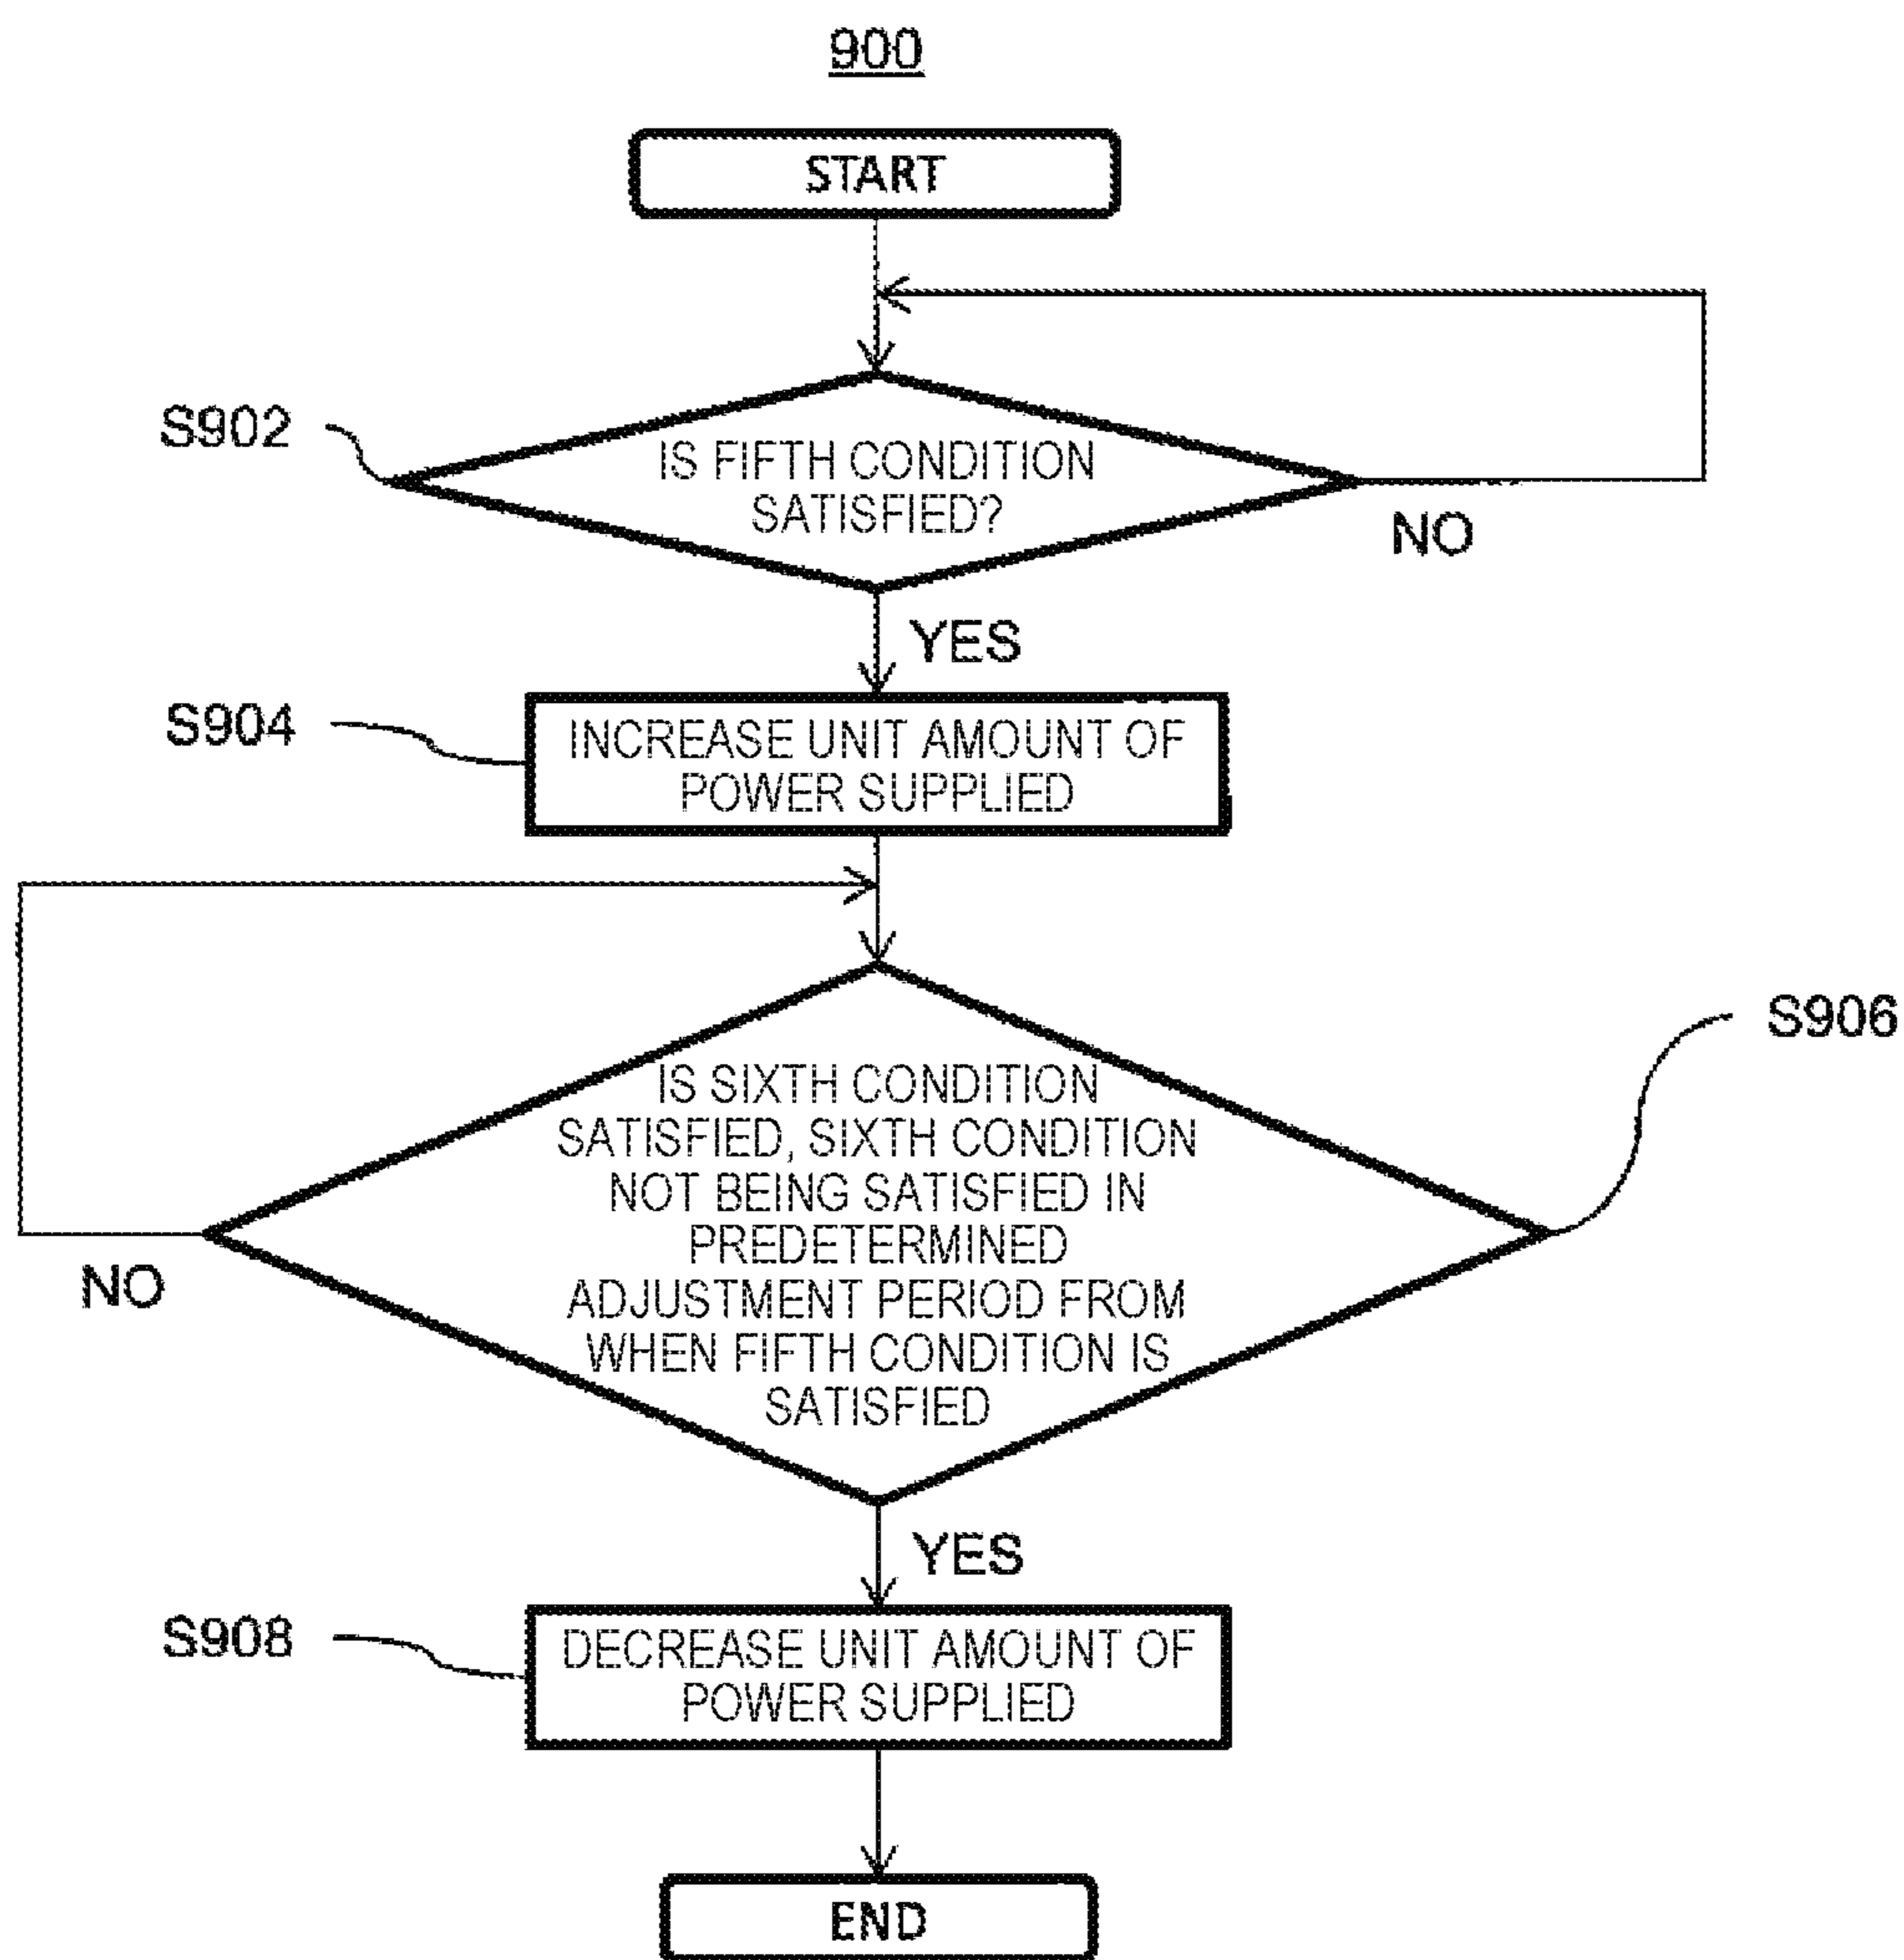 900
START
S902
IS FIFTH CONDITION
SATISFIED?
NO
YES
S904
INCREASE UNIT AMOUNT OF
POWER SUPPLIED
S906
IS SIXTH CONDITION
SATISFIED, SIXTH CONDITION
NOT BEING SATISFIED IN
PREDETERMINED
ADJUSTMENT PERIOD FROM
WHEN FIFTH CONDITION IS
SATISFIED
NO
YES
S908
DECREASE UNIT AMOUNT OF
POWER SUPPLIED
END